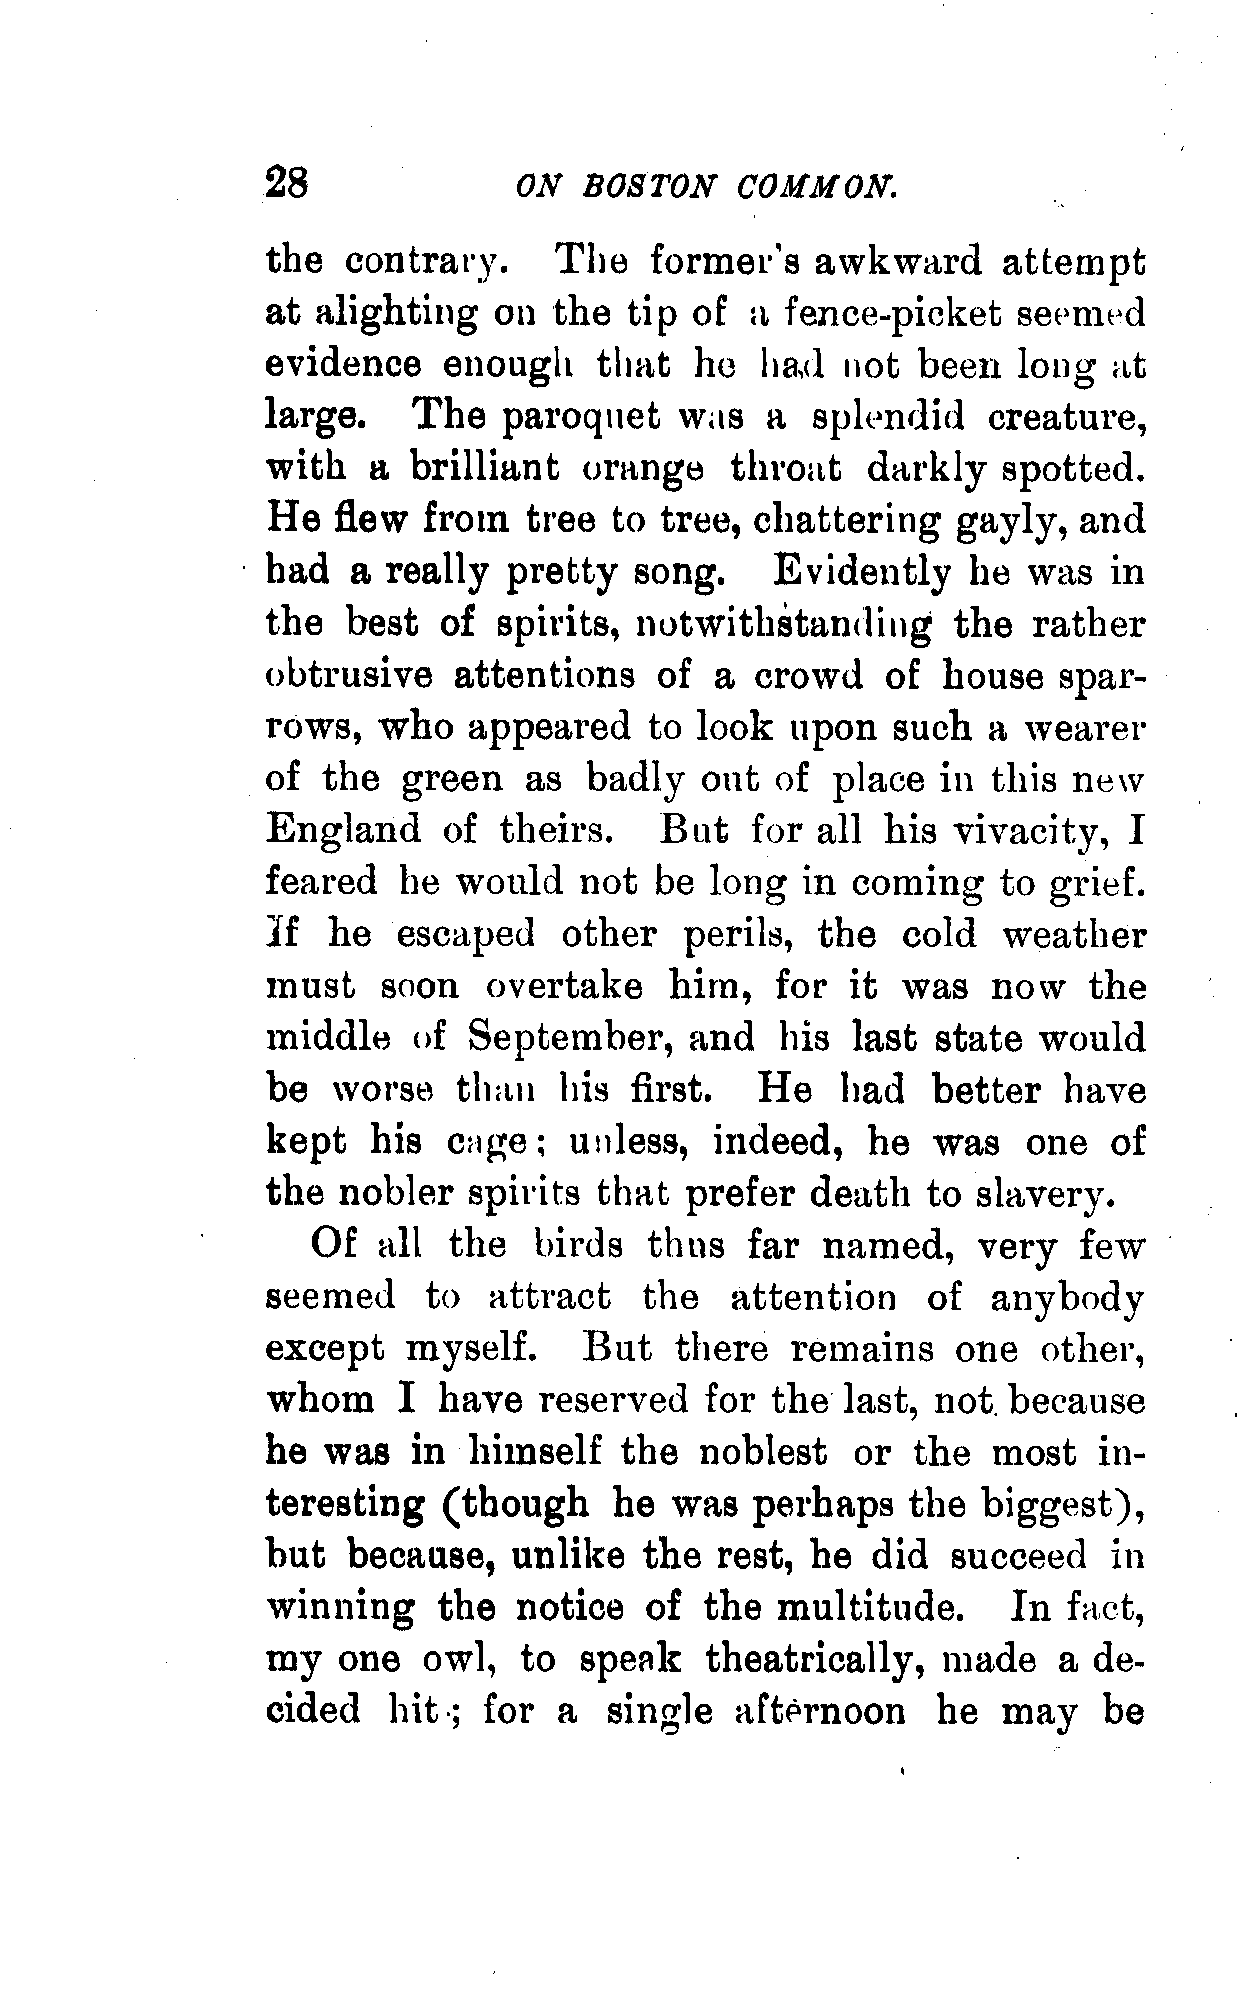 28 ON BOSTON COMMON.
the contrary. The former's awkward attempt
at alighting on the tip of a fence-picket seemed
evidence enough that he had not been long at
large. The paroquet was a splendid creature,
with a brilliant orange throat darkly spotted.
He flew from tree to tree, chattering gayly, and
had a really pretty song. Evidently he was in
the best of spirits, notwithstanding the rather
obtrusive attentions of a crowd of house spar-
rows, who appeared to look upon such a wearer
of the green as badly out of place in this new
England of theirs. But for all his vivacity, I
feared he would not be long in coming to grief.
If he escaped other perils, the cold weather
must soon overtake him, for it was now the
middle of September, and his last state would
be worse than his first. He had better have
kept his cage; unless, indeed, he was one of
the nobler spirits that prefer death to slavery.
Of all the birds thus far named, very few
seemed to attract the attention of anybody
except myself. But there remains one other,
whom I have reserved for the last, not because
he was in himself the noblest or the most in-
teresting (though he was perhaps the biggest),
but because, unlike the rest, he did succeed in
winning the notice of the multitude. In fact,
my one owl, to speak theatrically, made a de-
cided hit; for a single afternoon he may be